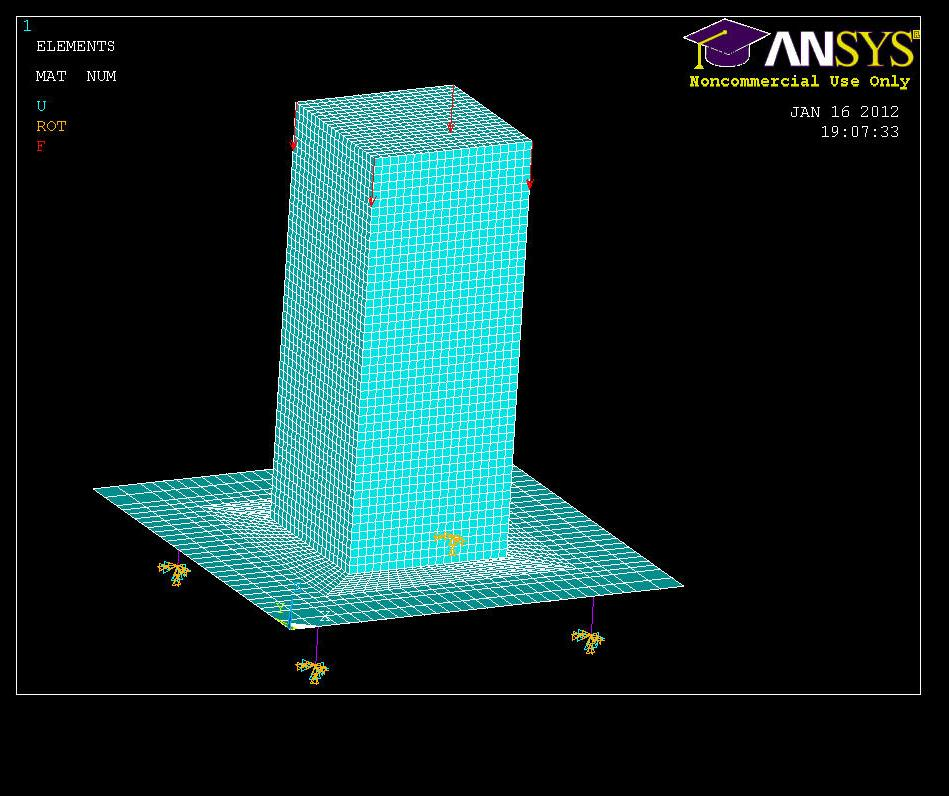 1
ELEMENTS
MAT NUM
U
ROT
F
ANSYS®
Noncommercial Use Only
JAN 16 2012
19:07:33
Y
X